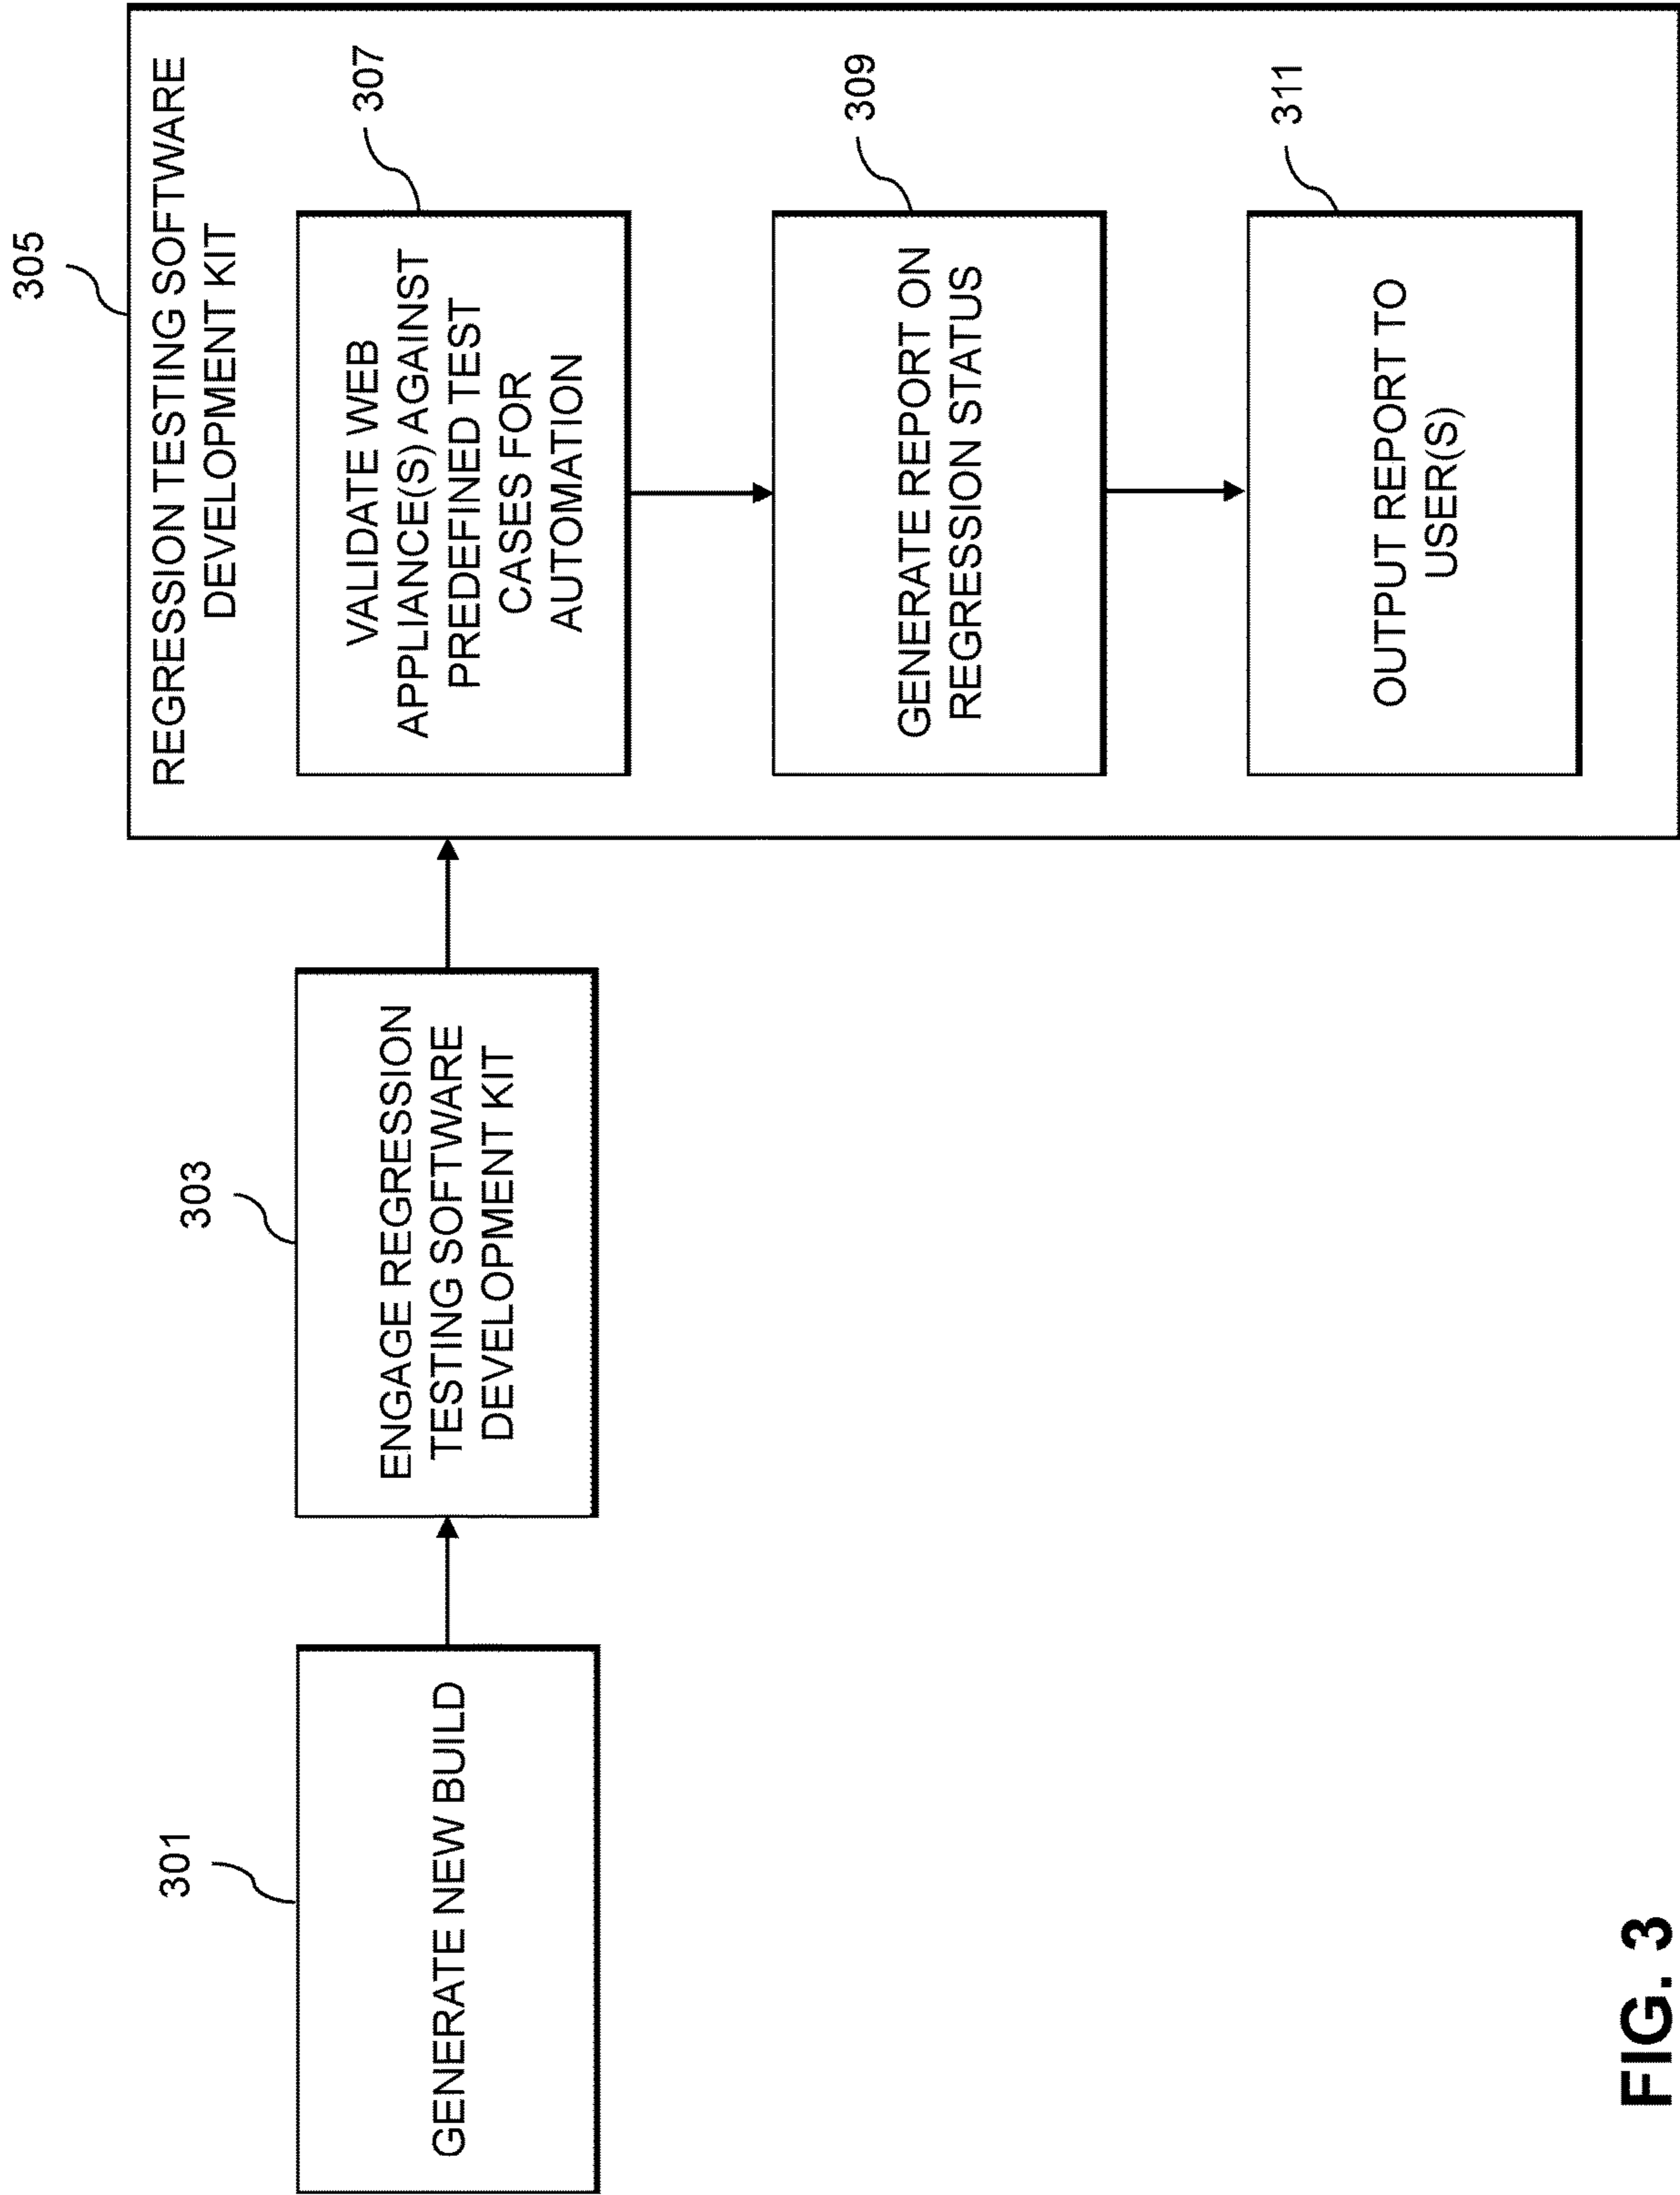 301
GENERATE NEW BUILD
303
ENGAGE REGRESSION
TESTING SOFTWARE
DEVELOPMENT KIT
305
REGRESSION TESTING SOFTWARE
DEVELOPMENT KIT
307
VALIDATE WEB
APPLIANCE(S) AGAINST
PREDEFINED TEST
CASES FOR
AUTOMATION
309
GENERATE REPORT ON
REGRESSION STATUS
311
OUTPUT REPORT TO
USER(S)
FIG. 3